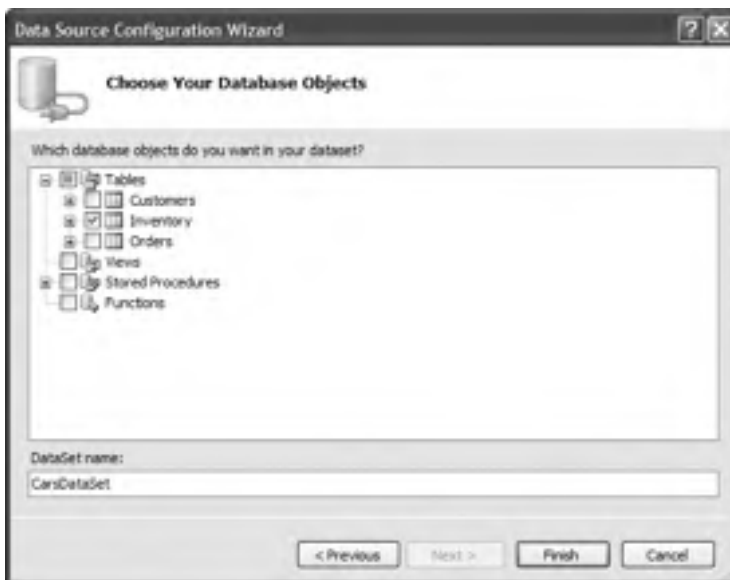 Data Source Configuration Wizard
Choose Your Database Objects
Which database objects do you want in your dataset?
Tables
Customers
Inventory
Orders
Views
Stored Procedures
Functions
DataSet name:
CarsDataSet
< Previous Next > Finish Cancel